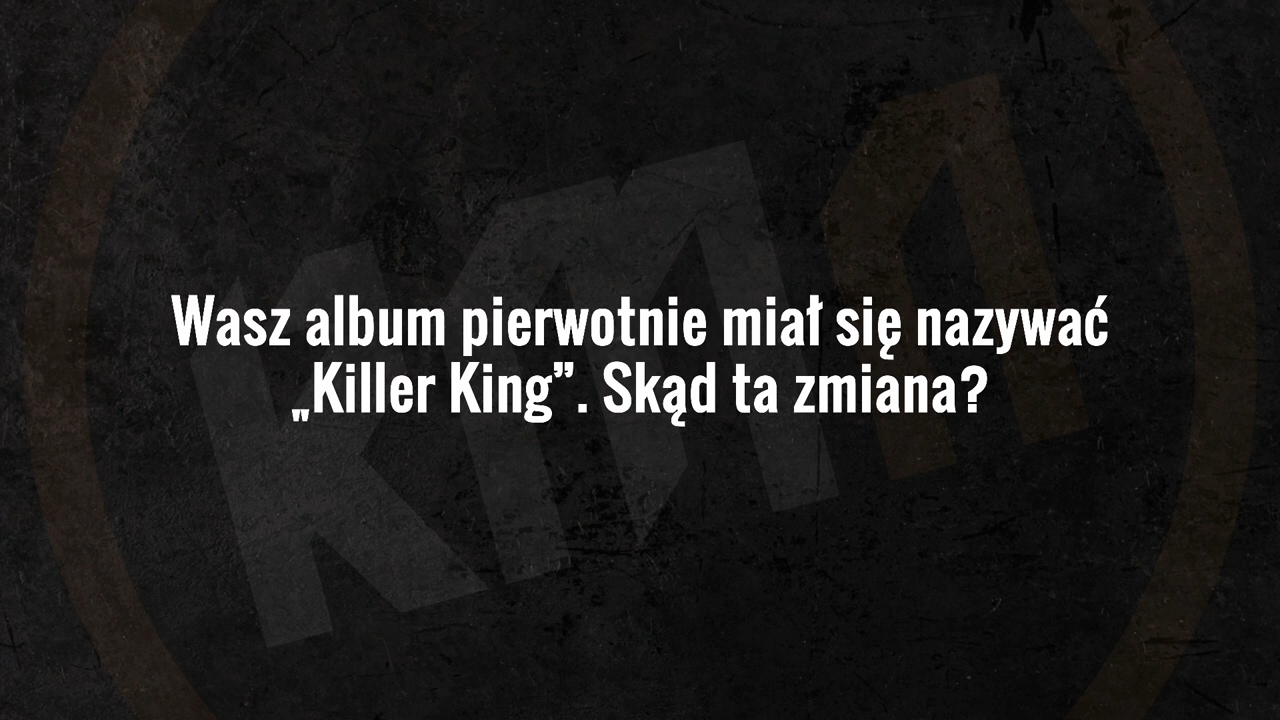 Wasz album pierwotnie miał się nazywać
„Killer King”. Skąd ta zmiana?